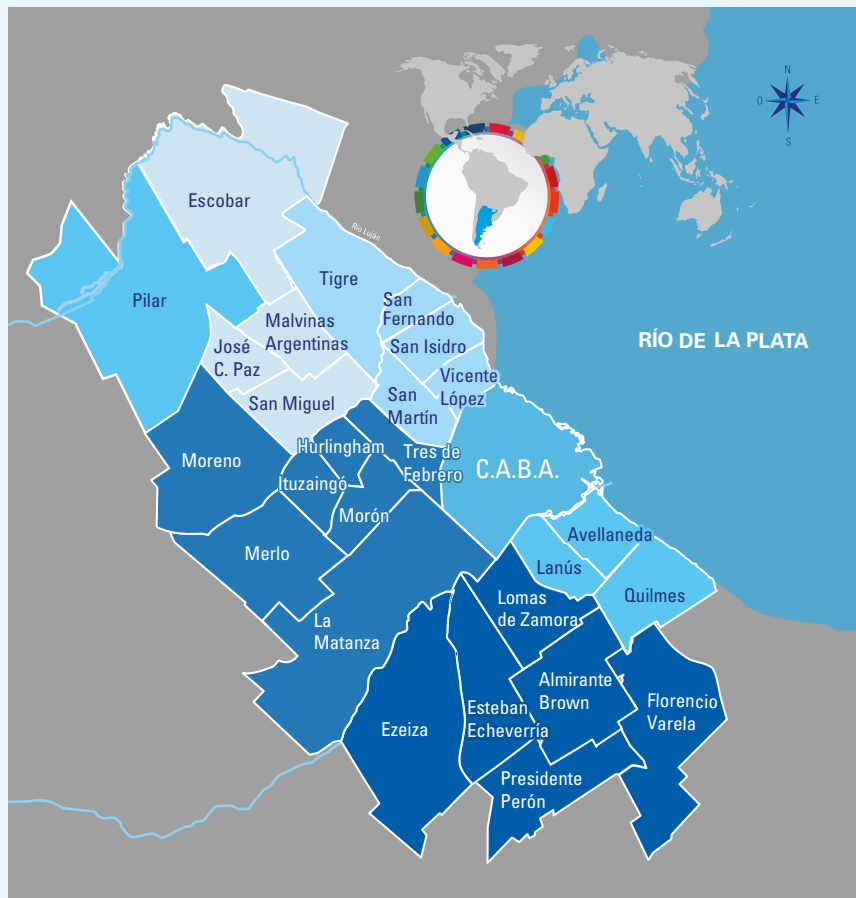 N
O
E
S
Escobar
Río Luján
Tigre
Pilar
San
Fernando
Malvinas
Argentinas
RÍO DE LA PLATA
José
C. Paz
San Isidro
Vicente
López
San Miguel
San
Martín
Hurlingham
Tres de
Febrero
Moreno
C.A.B.A.
Ituzaingó
Morón
Avellaneda
Merlo
Lanús
Quilmes
Lomas
de Zamora
La
Matanza
Almirante
Brown
Florencio
Varela
Esteban
Echeverría
Ezeiza
Presidente
Perón